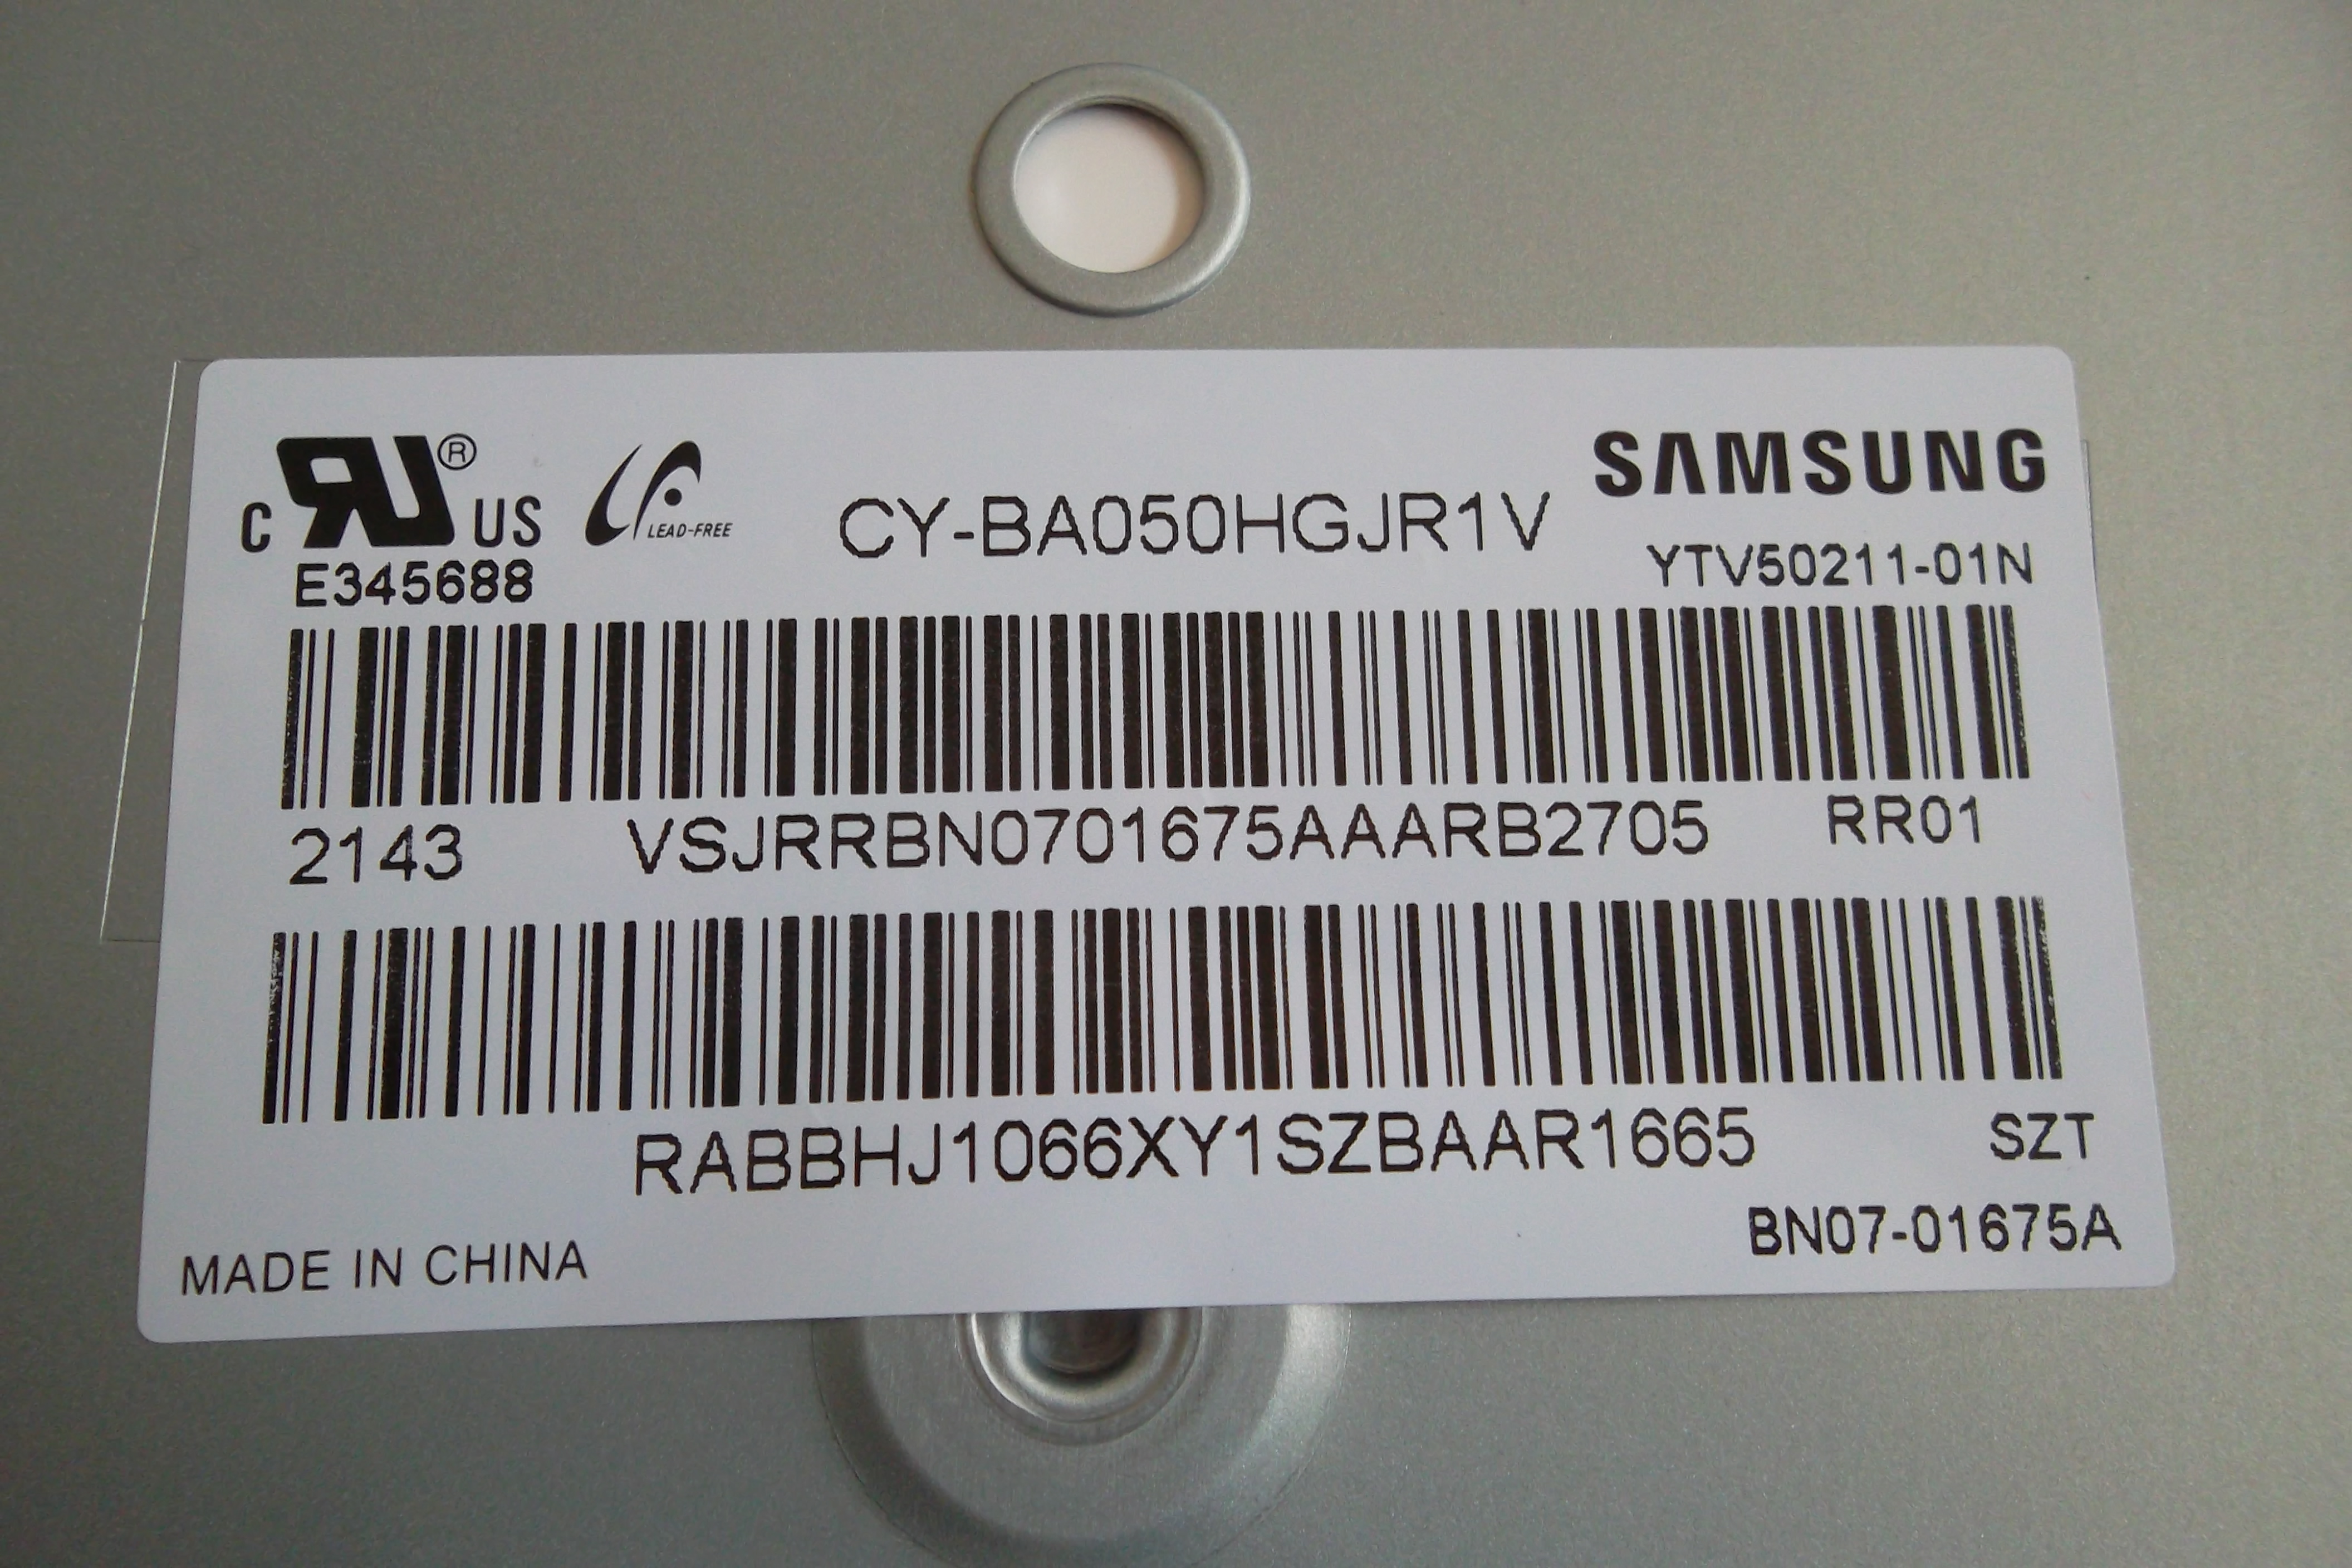 SAMSUNG
C RU® US LEAD-FREE CY-BA050HGJR1V
E345688 YTV50211-01N
2143 VSJRRBN0701675AAARB2705 RR01
RABBHJ1066XY1SZBAAR1665 SZT
BN07-01675A
MADE IN CHINA